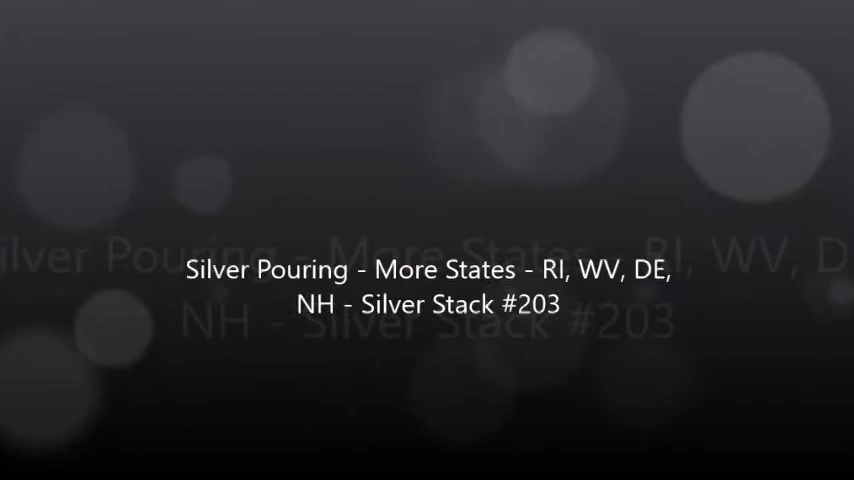 Silver Pouring - More States - RI, WV, DE,
NH - Silver Stack #203